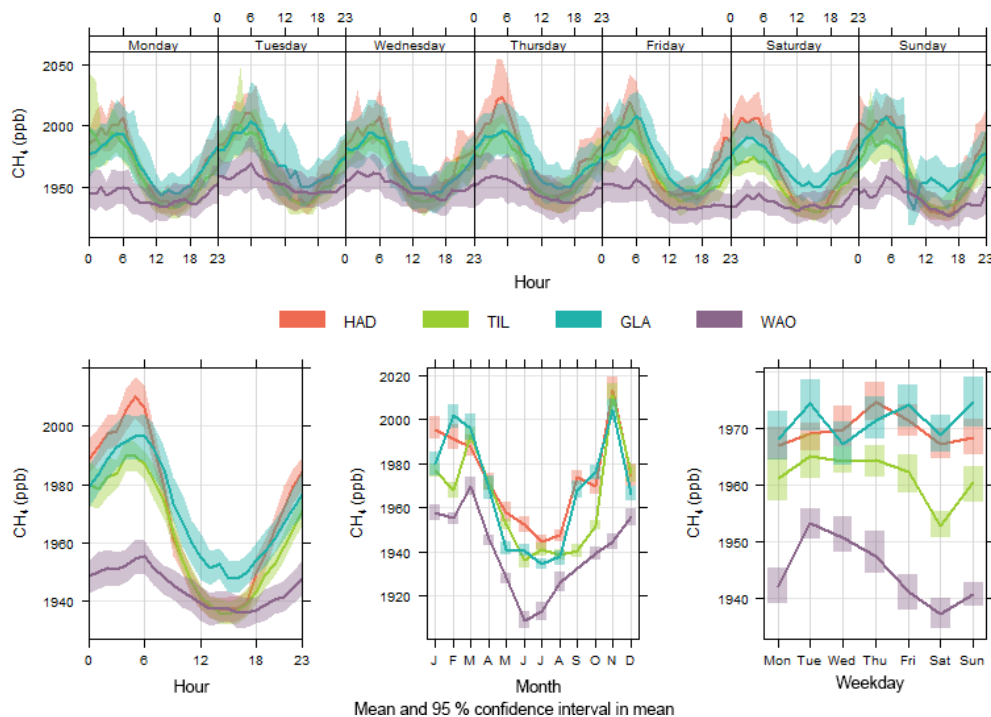 0 6 12 18 23 0 6 12 18 23 0 6 12 18 23
Monday Tuesday Wednesday Thursday Friday Saturday Sunday
2050
2000
1950
CH₄ (ppb)
0 6 12 18 23 0 6 12 18 23 0 6 12 18 23 0 6 12 18 23
Hour
HAD TIL GLA WAO
2000
1980
1960
1940
CH₄ (ppb)
0 6 12 18 23
Hour
2020
2000
1980
1960
1940
1920
CH₄ (ppb)
J F M A M J J A S O N D
Month
1970
1960
1950
1940
CH₄ (ppb)
Mon Tue Wed Thu Fri Sat Sun
Weekday
Mean and 95 % confidence interval in mean